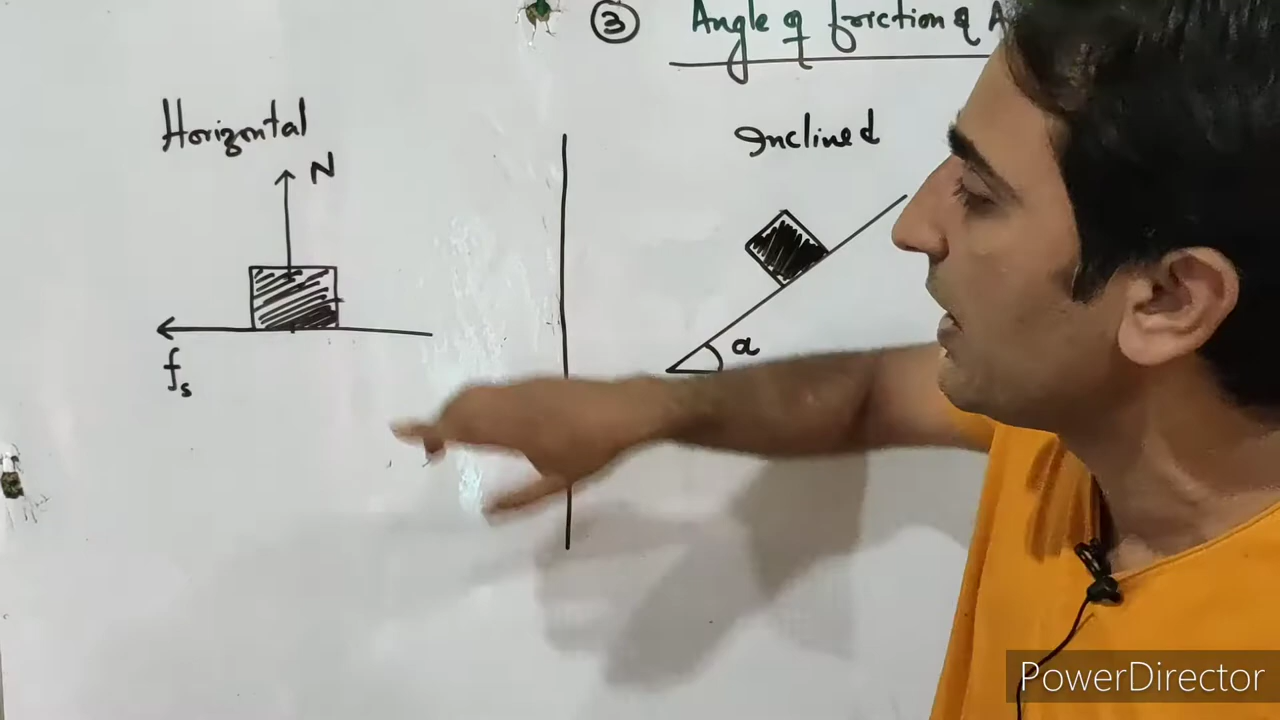 ③ Angle of friction & A
Horizontal
N
fs
Inclined
α
PowerDirector